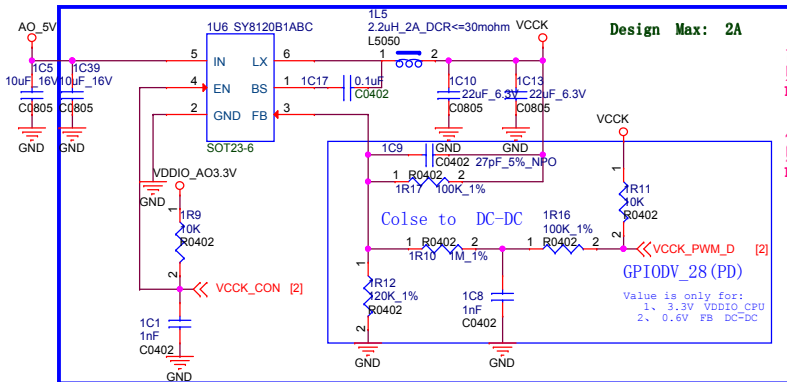 AO_5V
1U6 SY8120B1ABC
1L5
2.2uH_2A_DCR<=30mohm
L5050
VCCK
Design Max: 2A
5 IN LX 6
4 EN BS 1
2 GND FB 3
SOT23-6
1 2
1C17 0.1uF
C0402
1C5
10uF_16V
C0805
1C39
10uF_16V
C0805
GND GND
1C10
22uF_6.3V
C0805
1C13
22uF_6.3V
C0805
GND GND
VCCK
1C9
C0402 27pF_5%_NPO
R0402
1 2
1R17 100K_1%
GND
VDDIO_AO3.3V
1
1R9
10K
R0402
2
VCCK_CON [2]
1C1
1nF
C0402
GND
Colse to DC-DC
1 R0402 2
1R10 1M_1%
1R16
100K_1%
1 2
R0402
1
1R11
10K
R0402
2
VCCK_PWM_D [2]
GPIODV_28(PD)
1
1R12
120K_1%
R0402
2
GND
1C8
1nF
C0402
GND
Value is only for:
1、 3.3V VDDIO_CPU
2、 0.6V FB DC-DC